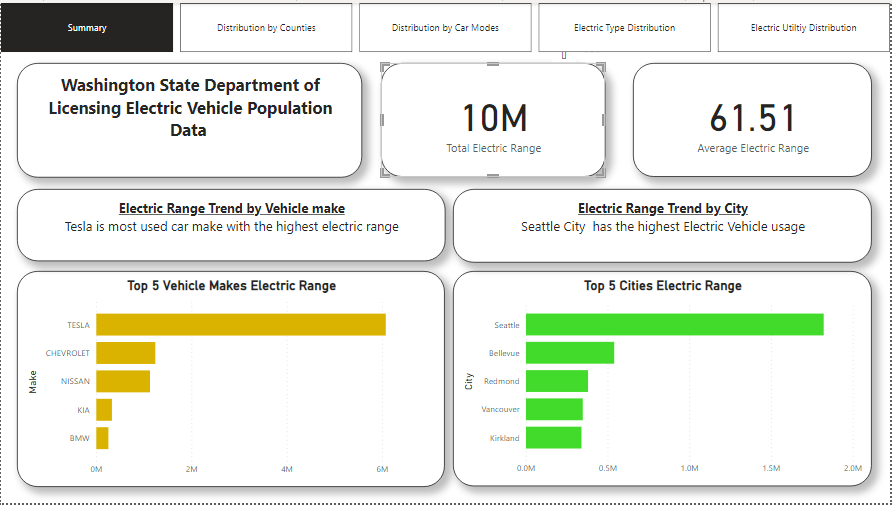 Summary
Distribution by Counties
Distribution by Car Modes
Electric Type Distribution
Electric Utiltiy Distribution
Washington State Department of
Licensing Electric Vehicle Population
Data
10M
Total Electric Range
61.51
Average Electric Range
Electric Range Trend by Vehicle make
Tesla is most used car make with the highest electric range
Electric Range Trend by City
Seattle City has the highest Electric Vehicle usage
Top 5 Vehicle Makes Electric Range
Make
TESLA
CHEVROLET
NISSAN
KIA
BMW
0M 2M 4M 6M
Top 5 Cities Electric Range
City
Seattle
Bellevue
Redmond
Vancouver
Kirkland
0.0M 0.5M 1.0M 1.5M 2.0M